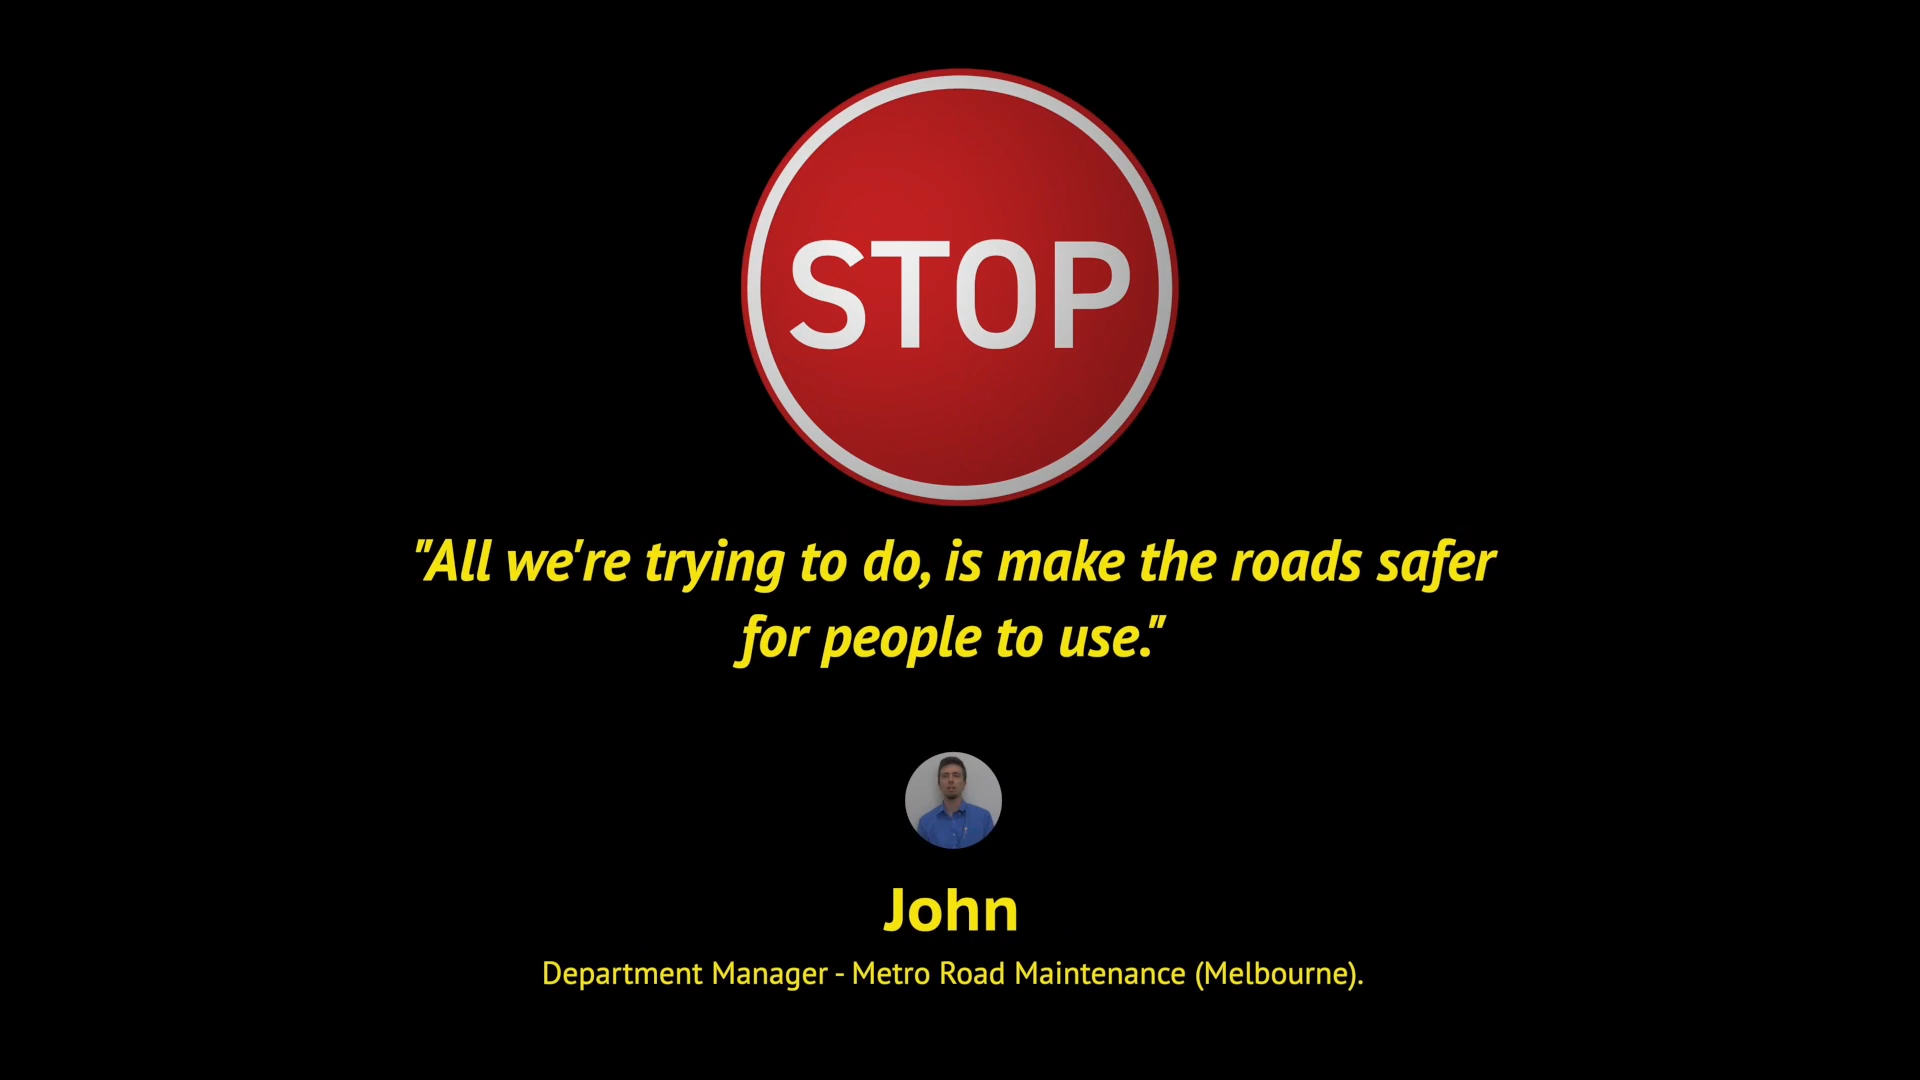 STOP
"All we're trying to do, is make the roads safer
for people to use."
John
Department Manager - Metro Road Maintenance (Melbourne).